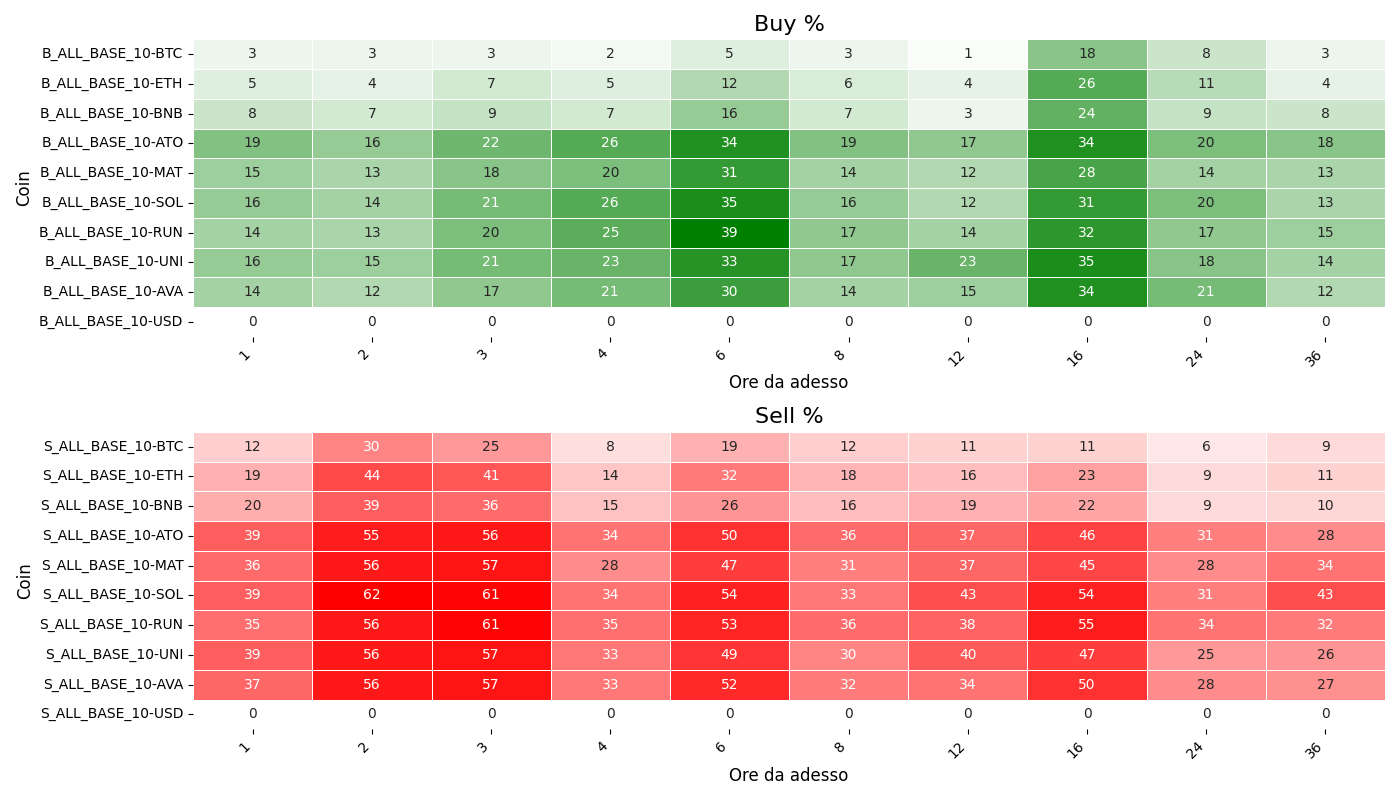 Buy %
Coin
B_ALL_BASE_10-BTC 3 3 3 2 5 3 1 18 8 3
B_ALL_BASE_10-ETH 5 4 7 5 12 6 4 26 11 4
B_ALL_BASE_10-BNB 8 7 9 7 16 7 3 24 9 8
B_ALL_BASE_10-ATO 19 16 22 26 34 19 17 34 20 18
B_ALL_BASE_10-MAT 15 13 18 20 31 14 12 28 14 13
B_ALL_BASE_10-SOL 16 14 21 26 35 16 12 31 20 13
B_ALL_BASE_10-RUN 14 13 20 25 39 17 14 32 17 15
B_ALL_BASE_10-UNI 16 15 21 23 33 17 23 35 18 14
B_ALL_BASE_10-AVA 14 12 17 21 30 14 15 34 21 12
B_ALL_BASE_10-USD 0 0 0 0 0 0 0 0 0 0
1 2 3 4 6 8 12 16 24 36
Ore da adesso
Sell %
Coin
S_ALL_BASE_10-BTC 12 30 25 8 19 12 11 11 6 9
S_ALL_BASE_10-ETH 19 44 41 14 32 18 16 23 9 11
S_ALL_BASE_10-BNB 20 39 36 15 26 16 19 22 9 10
S_ALL_BASE_10-ATO 39 55 56 34 50 36 37 46 31 28
S_ALL_BASE_10-MAT 36 56 57 28 47 31 37 45 28 34
S_ALL_BASE_10-SOL 39 62 61 34 54 33 43 54 31 43
S_ALL_BASE_10-RUN 35 56 61 35 53 36 38 55 34 32
S_ALL_BASE_10-UNI 39 56 57 33 49 30 40 47 25 26
S_ALL_BASE_10-AVA 37 56 57 33 52 32 34 50 28 27
S_ALL_BASE_10-USD 0 0 0 0 0 0 0 0 0 0
1 2 3 4 6 8 12 16 24 36
Ore da adesso